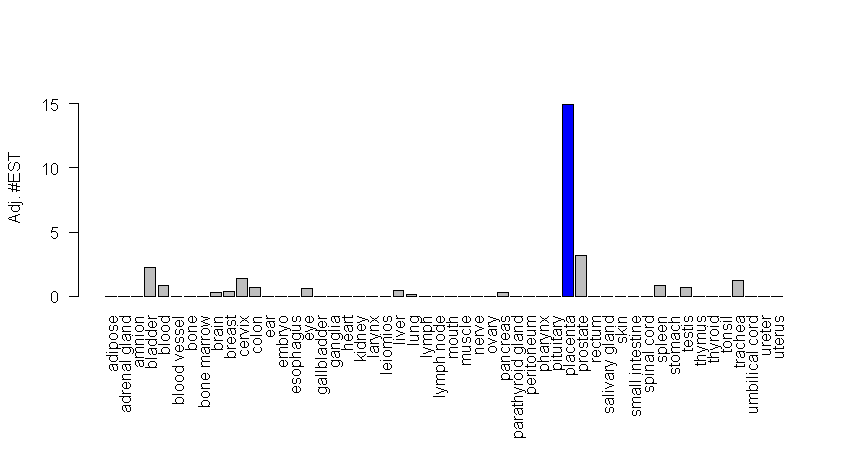 Adj. #EST
15
10
5
0
adipose
adrenal gland
amnion
bladder
blood
blood vessel
bone
bone marrow
brain
breast
cervix
colon
ear
embryo
esophagus
eye
gallbladder
ganglia
heart
kidney
larynx
leiomios
liver
lung
lymph
lymph node
mouth
muscle
nerve
ovary
pancreas
parathyroid gland
peritoneum
pharynx
pituitary
placenta
prostate
rectum
salivary gland
skin
small intestine
spinal cord
spleen
stomach
testis
thymus
thyroid
tonsil
trachea
umbilical cord
ureter
uterus